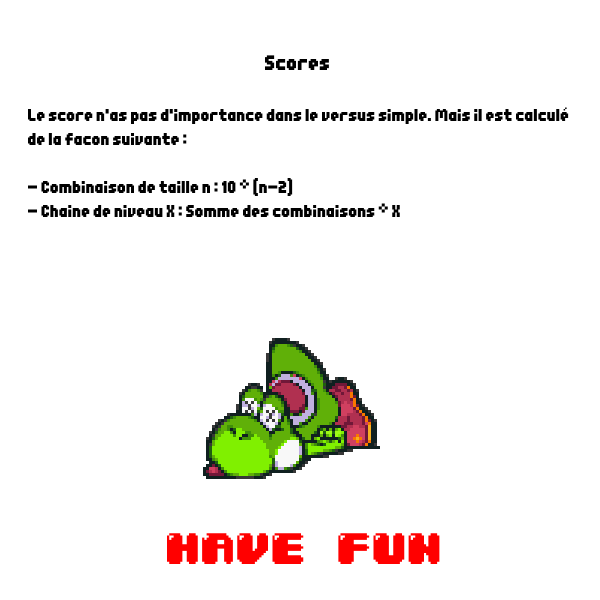 Scores
Le score n'as pas d'importance dans le versus simple. Mais il est calculé
de la facon suivante :
- Combinaison de taille n : 10 * (n-2)
- Chaine de niveau X : Somme des combinaisons * X
HAVE FUN